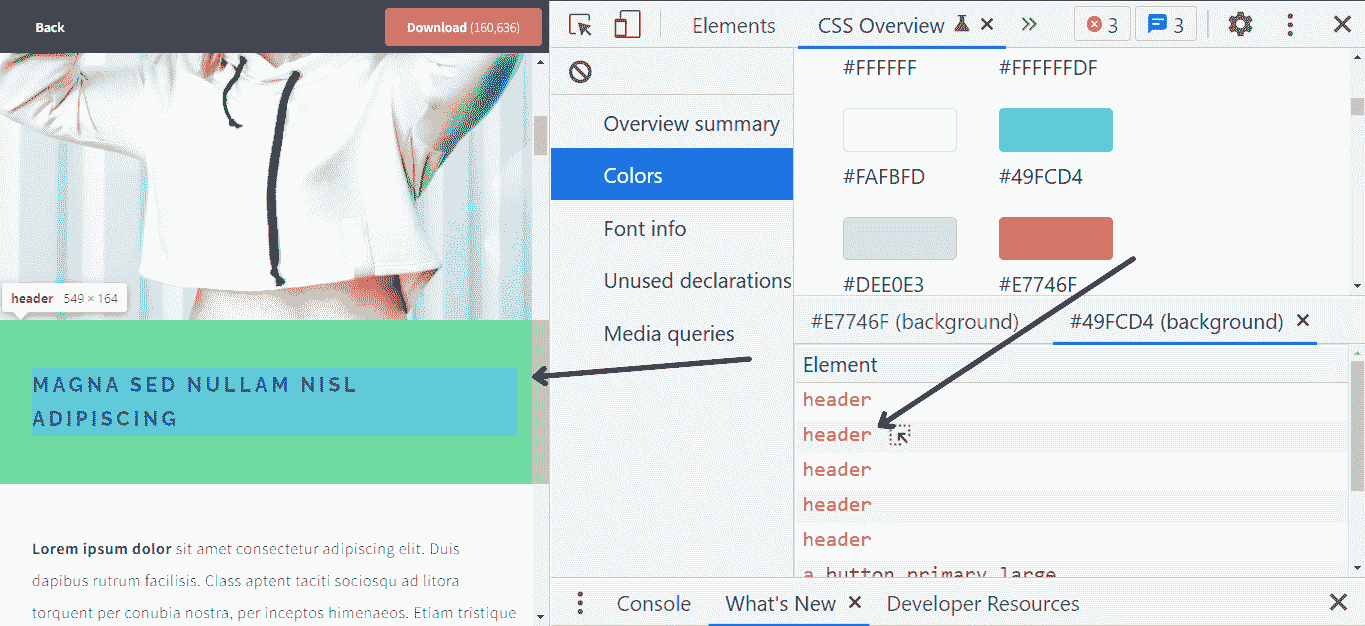 Back
Download (160,636)
header 549 × 164
MAGNA SED NULLAM NISL
ADIPISCING
Lorem ipsum dolor sit amet consectetur adipiscing elit. Duis
dapibus rutrum facilisis. Class aptent taciti sociosqu ad litora
torquent per conubia nostra, per inceptos himenaeos. Etiam tristique
Elements
CSS Overview
3
3
Overview summary
Colors
Font info
Unused declarations
Media queries
#FFFFFF
#FFFFFFDF
#FAFBFD
#49FCD4
#DEE0E3
#E7746F
#E7746F (background)
#49FCD4 (background)
Element
header
header
header
header
header
a.button.primary.large
Console
What's New
Developer Resources